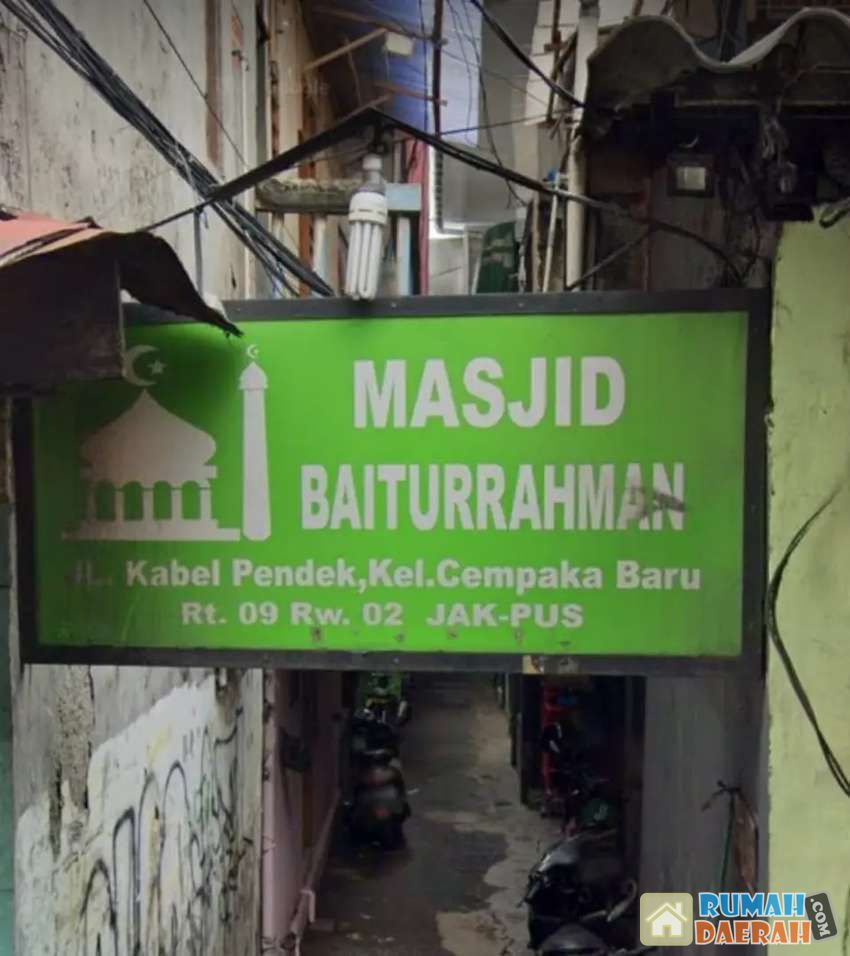 MASJID
BAITURRAHMAN
JL. Kabel Pendek,Kel.Cempaka Baru
Rt. 09 Rw. 02 JAK-PUS
RUMAH
DAERAH.COM